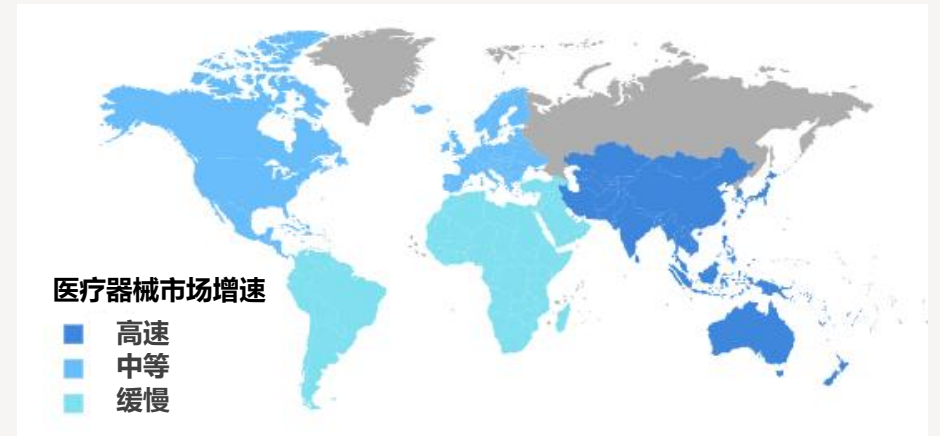 医疗器械市场增速
高速
中等
缓慢